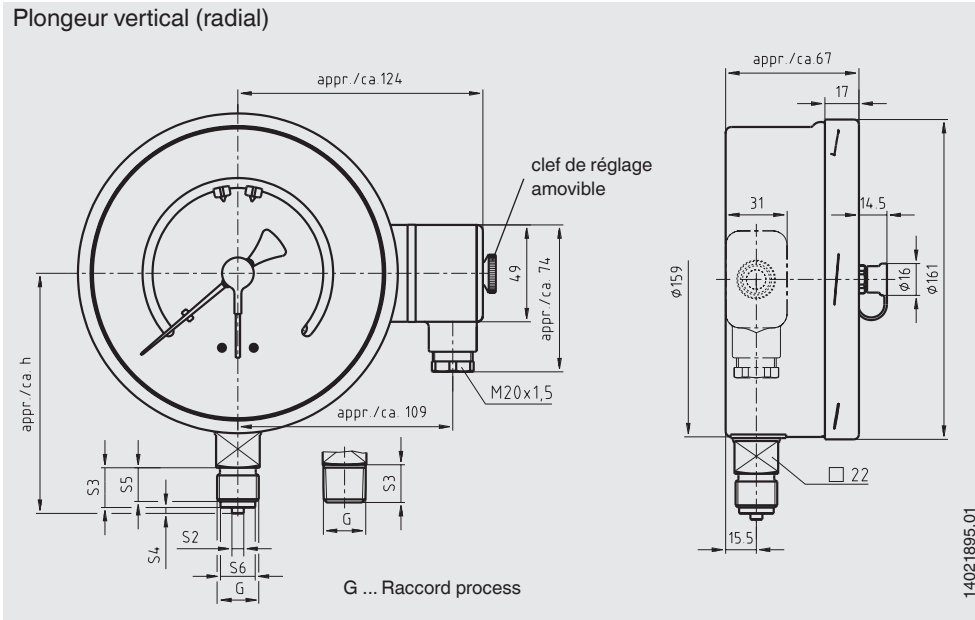 Plongeur vertical (radial)
appr./ca.124
clef de réglage
amovible
49
appr./ca. 74
M20x1,5
appr./ca. 109
appr./ca. h
S3
S5
S4
S2
S6
G
S3
G
G ... Raccord process
appr./ca.67
17
31
14.5
ø159
ø16
ø161
□ 22
15.5
14021895.01